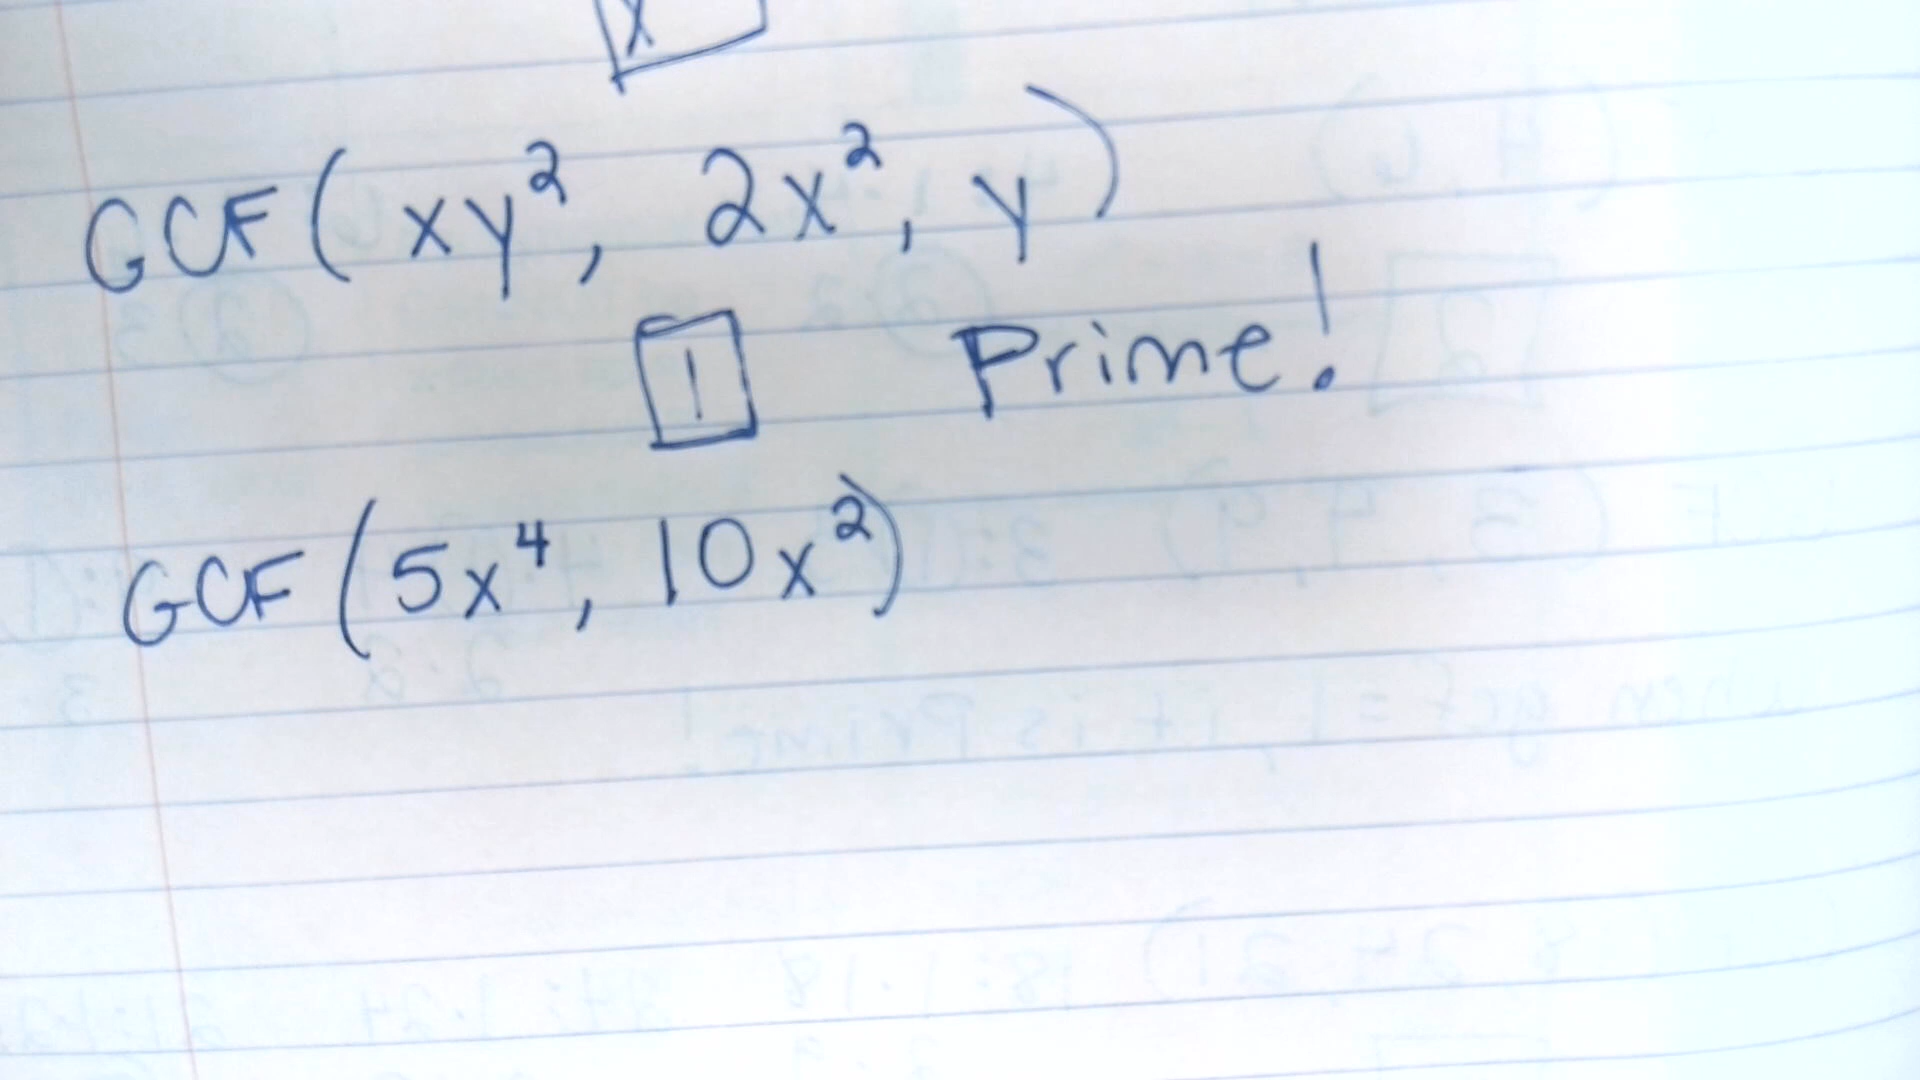 x
GCF(xy², 2x², y)
1 Prime!
GCF(5x⁴, 10x²)